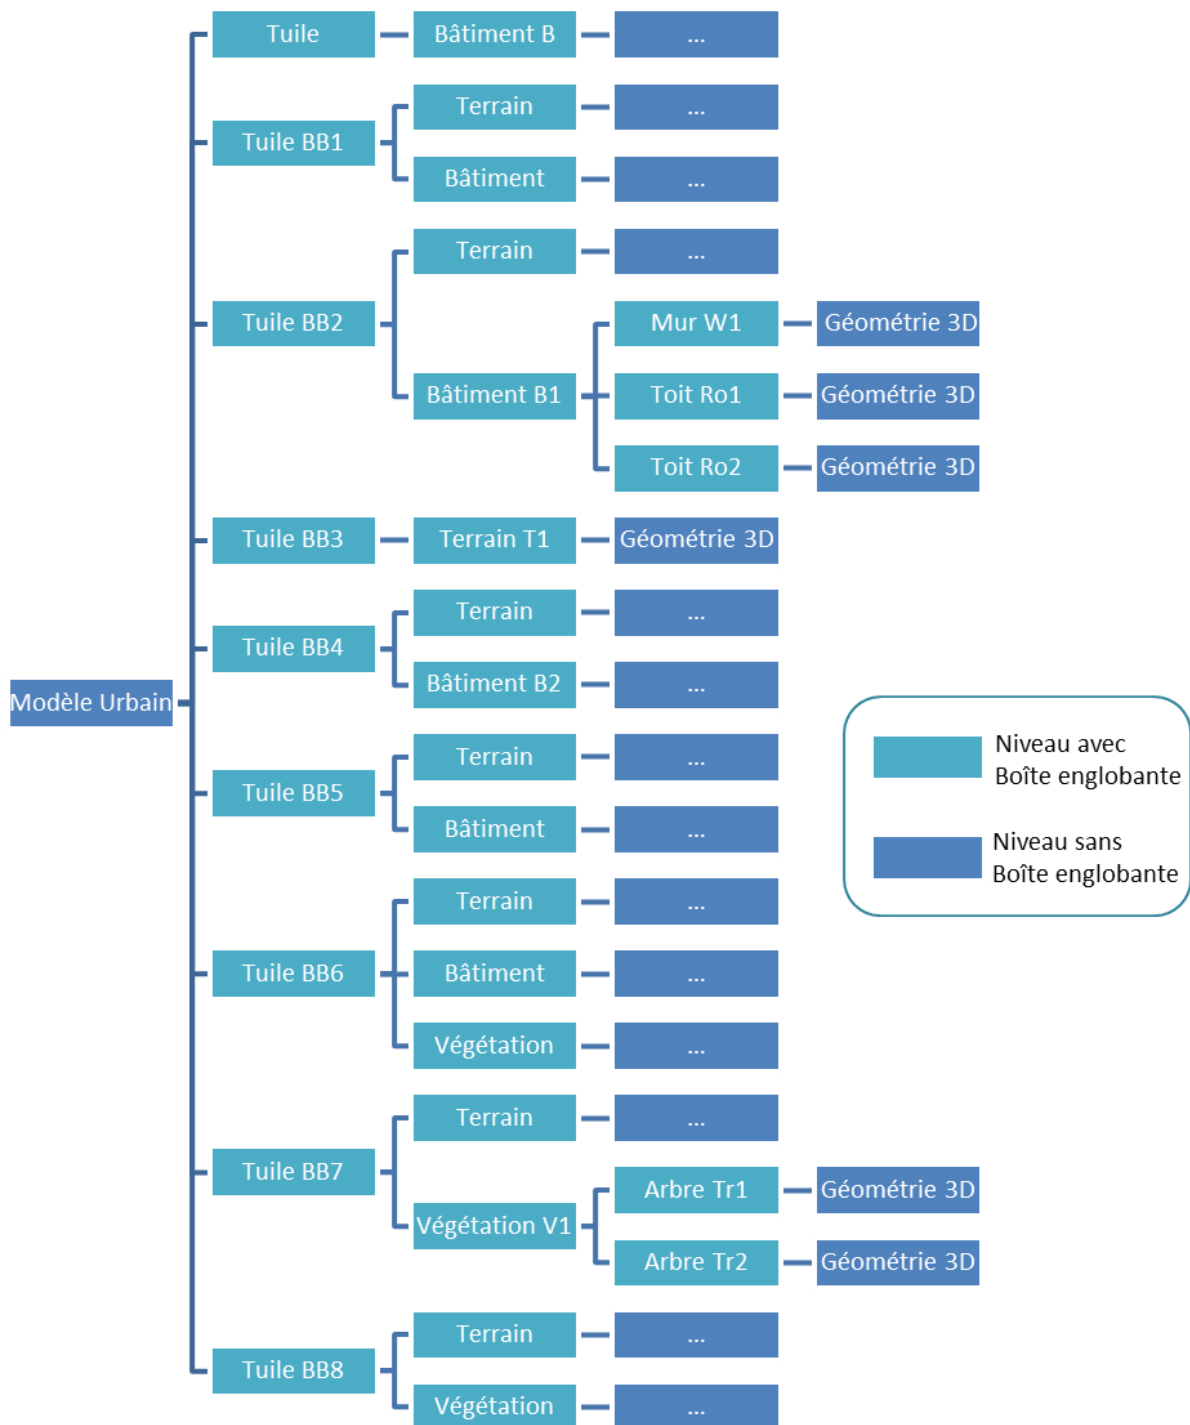 Tuile
Bâtiment B
...
Tuile BB1
Terrain
...
Bâtiment
...
Tuile BB2
Terrain
...
Bâtiment B1
Mur W1
Géométrie 3D
Toit Ro1
Géométrie 3D
Toit Ro2
Géométrie 3D
Tuile BB3
Terrain T1
Géométrie 3D
Tuile BB4
Terrain
...
Bâtiment B2
...
Modèle Urbain
Tuile BB5
Terrain
...
Bâtiment
...
Tuile BB6
Terrain
...
Bâtiment
...
Végétation
...
Tuile BB7
Terrain
...
Végétation V1
Arbre Tr1
Géométrie 3D
Arbre Tr2
Géométrie 3D
Tuile BB8
Terrain
...
Végétation
...
Niveau avec
Boîte englobante
Niveau sans
Boîte englobante